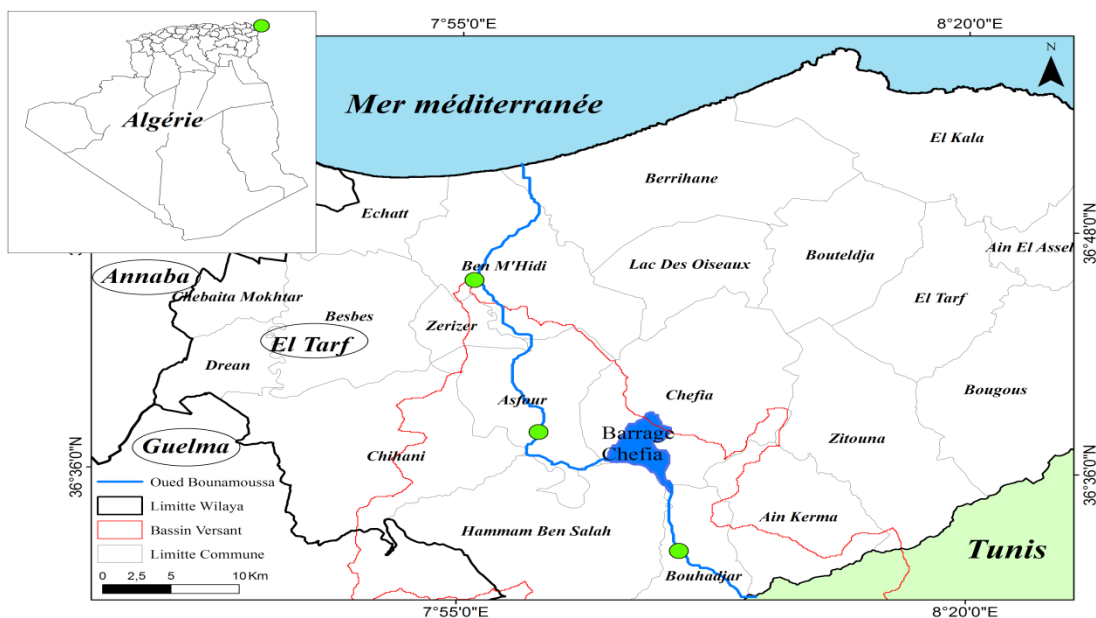 7°55'0"E
8°20'0"E
N
Mer méditerranée
Algérie
El Kala
Berrihane
Echatt
36°48'0"N
Ain El Assel
Bouteldja
Lac Des Oiseaux
Ben M'Hidi
Annaba
Chebaita Mokhtar
El Tarf
Besbes
Zerizer
El Tarf
Drean
Bougous
Asfour
Chefia
Barrage
Chefia
Zitouna
Guelma
Chihani
36°36'0"N
36°36'0"N
Oued Bounamoussa
Limitte Wilaya
Bassin Versant
Limitte Commune
0 2,5 5 10 Km
Hammam Ben Salah
Ain Kerma
Bouhadjar
Tunis
7°55'0"E
8°20'0"E